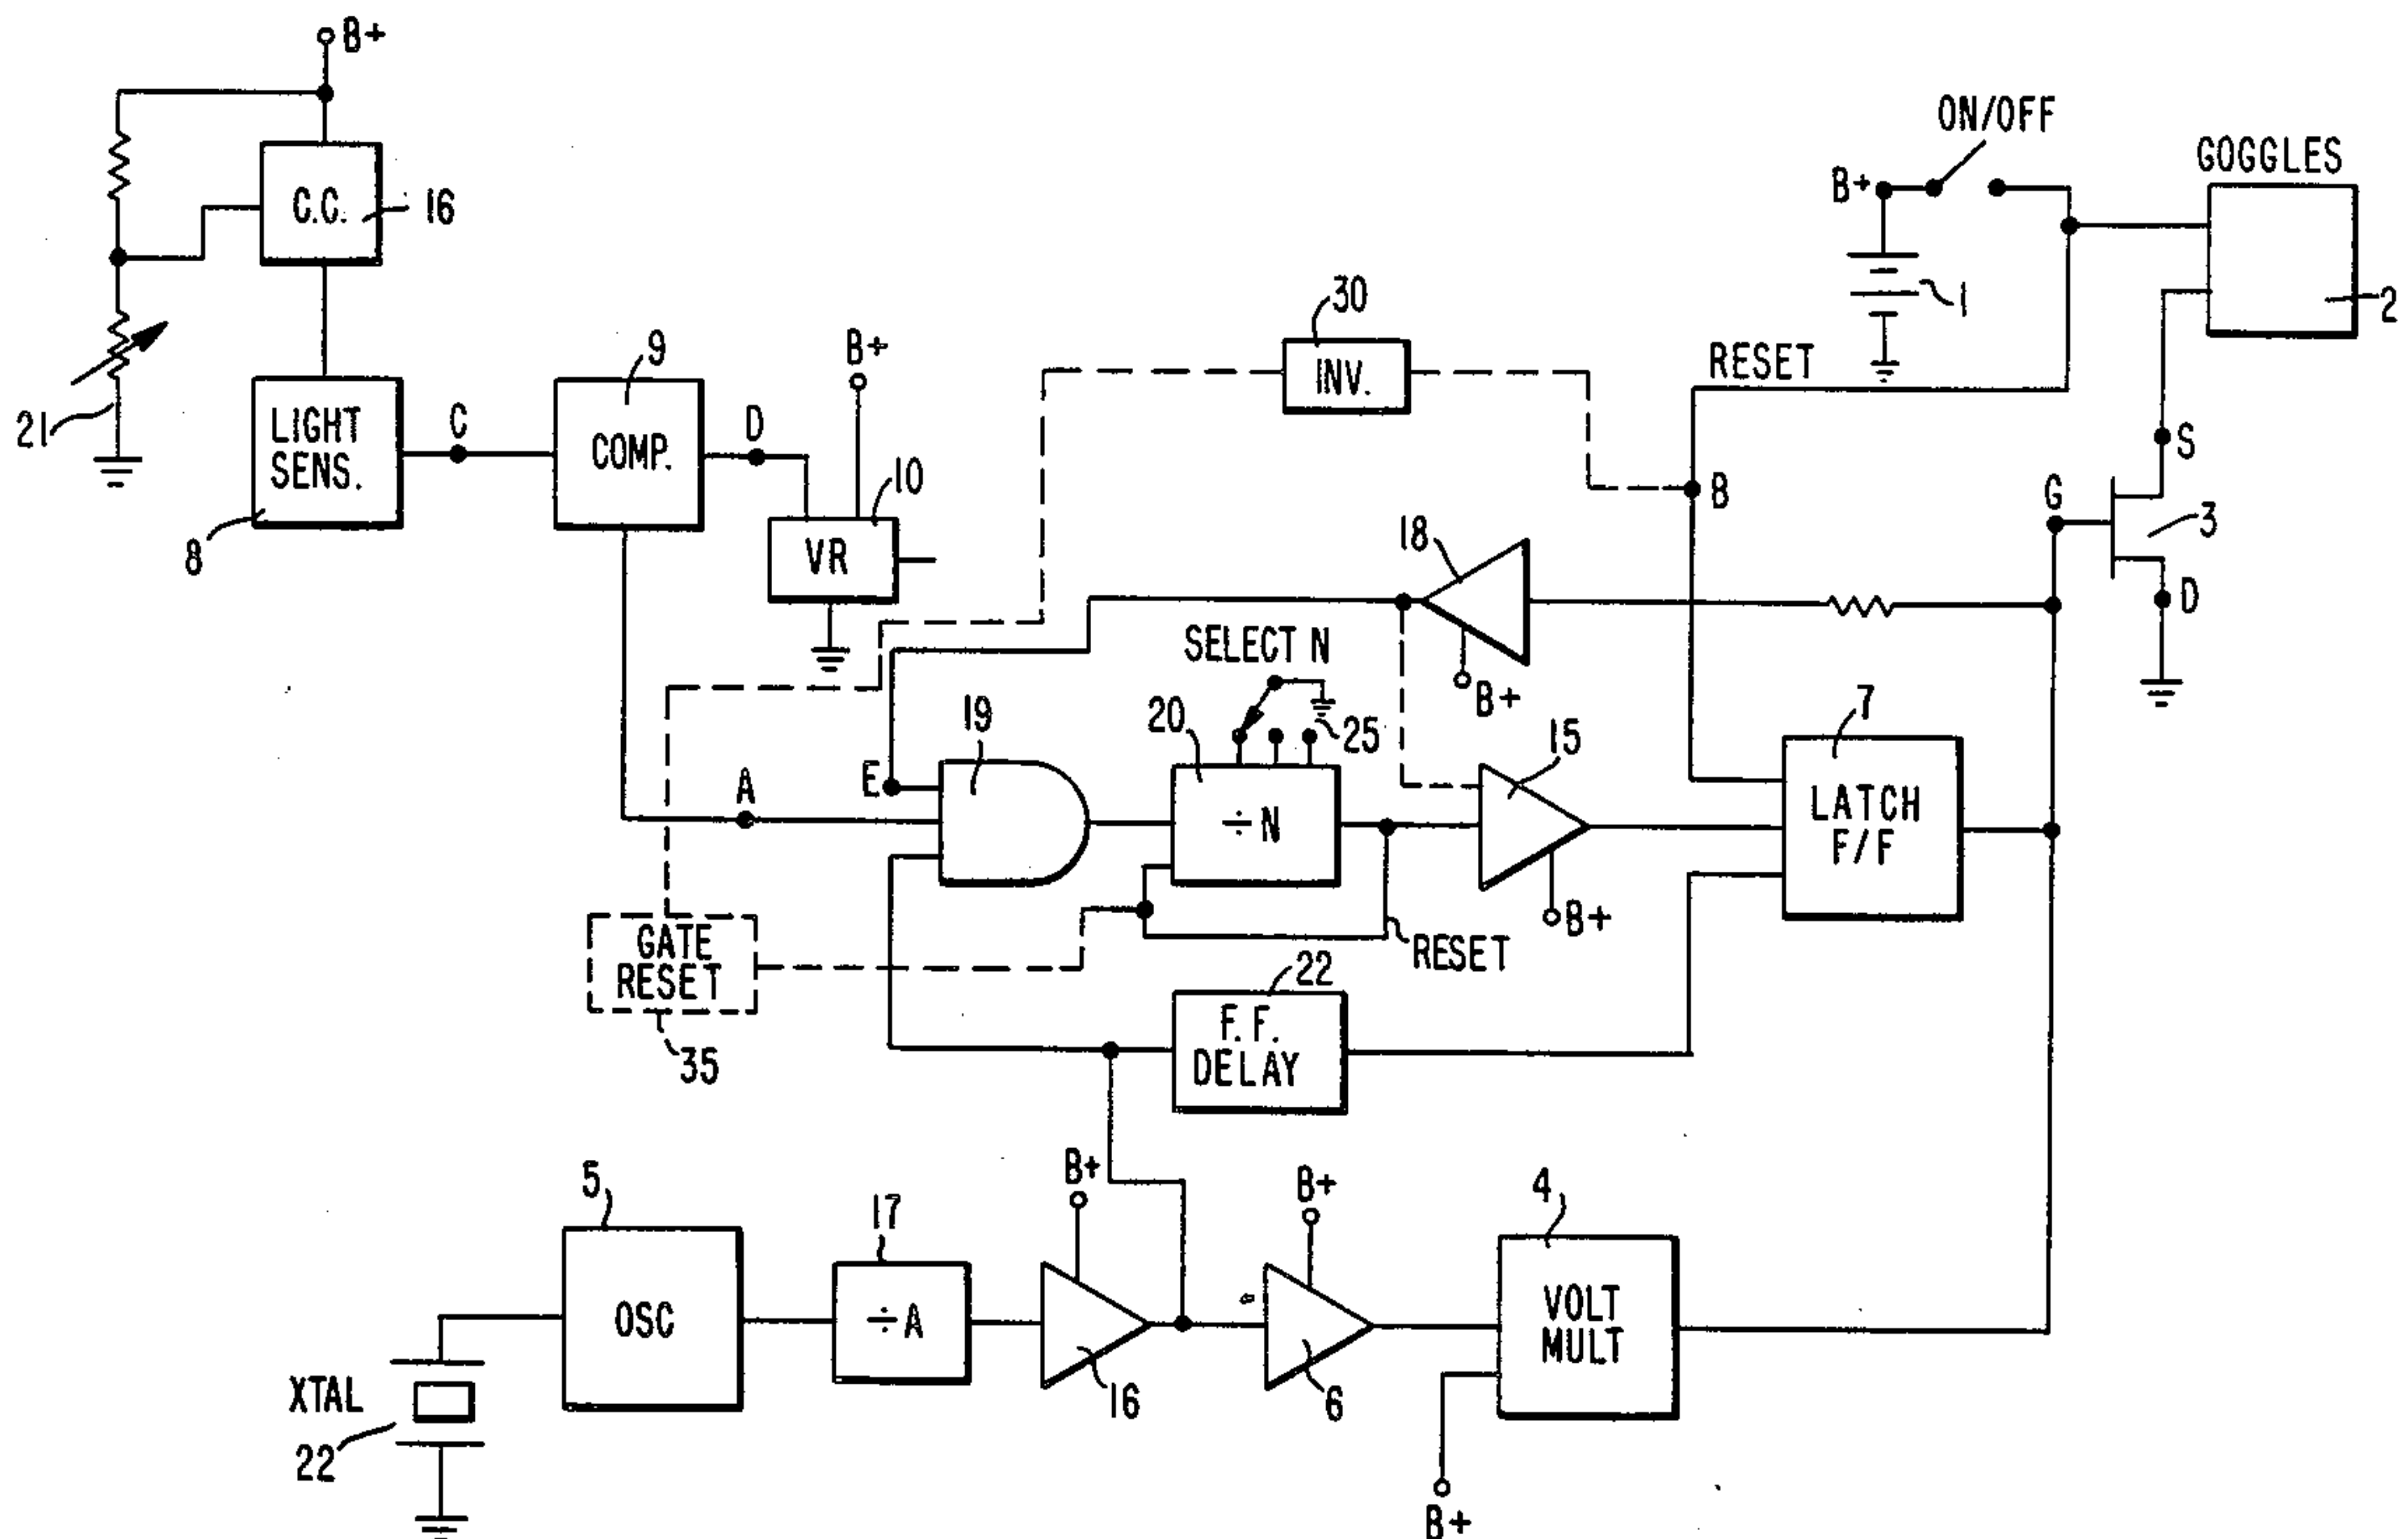 B+
ON/OFF
GOGGLES
B+
C.C.
16
1
2
30
INV.
RESET
9
B+
21
LIGHT
SENS.
C
COMP.
D
10
8
VR
B
S
G
3
18
D
SELECT N
B+
19
20
25
15
7
E
A
÷N
LATCH
F/F
B+
GATE
RESET
RESET
35
22
F.F.
DELAY
5
17
B+
B+
4
OSC
÷A
VOLT
MULT
XTAL
16
6
22
B+